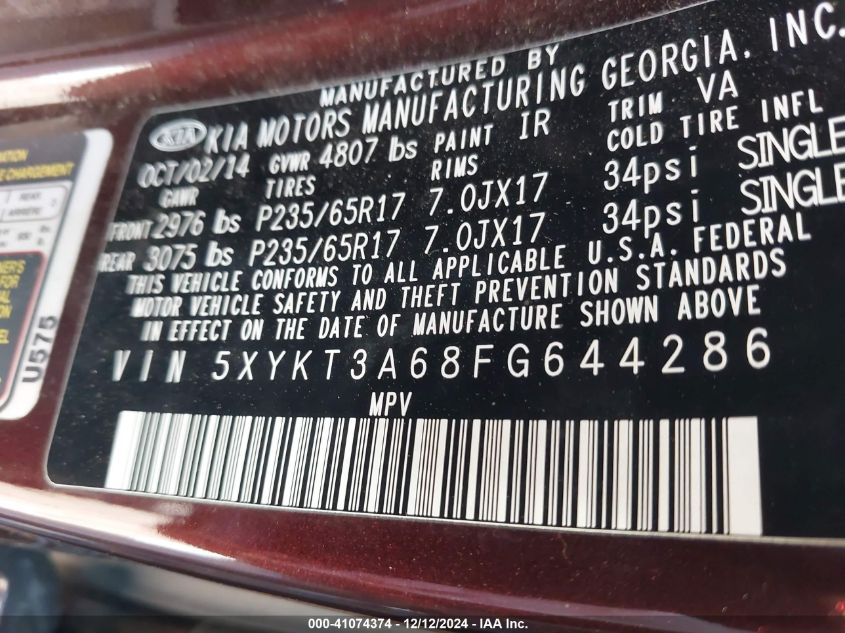 MANUFACTURED BY
KIA KIA MOTORS MANUFACTURING GEORGIA, INC.
OCT/02/14 GVWR 4807 lbs PAINT IR TRIM VA
GAWR TIRES RIMS COLD TIRE INFL
FRONT 2976 lbs P235/65R17 7.0JX17 34psi SINGLE
REAR 3075 lbs P235/65R17 7.0JX17 34psi SINGLE
THIS VEHICLE CONFORMS TO ALL APPLICABLE U.S.A. FEDERAL
MOTOR VEHICLE SAFETY AND THEFT PREVENTION STANDARDS
IN EFFECT ON THE DATE OF MANUFACTURE SHOWN ABOVE
VIN 5XYKT3A68FG644286
MPV
CHARGEMENT
REAR
U575
000-41074374 - 12/12/2024 - IAA Inc.